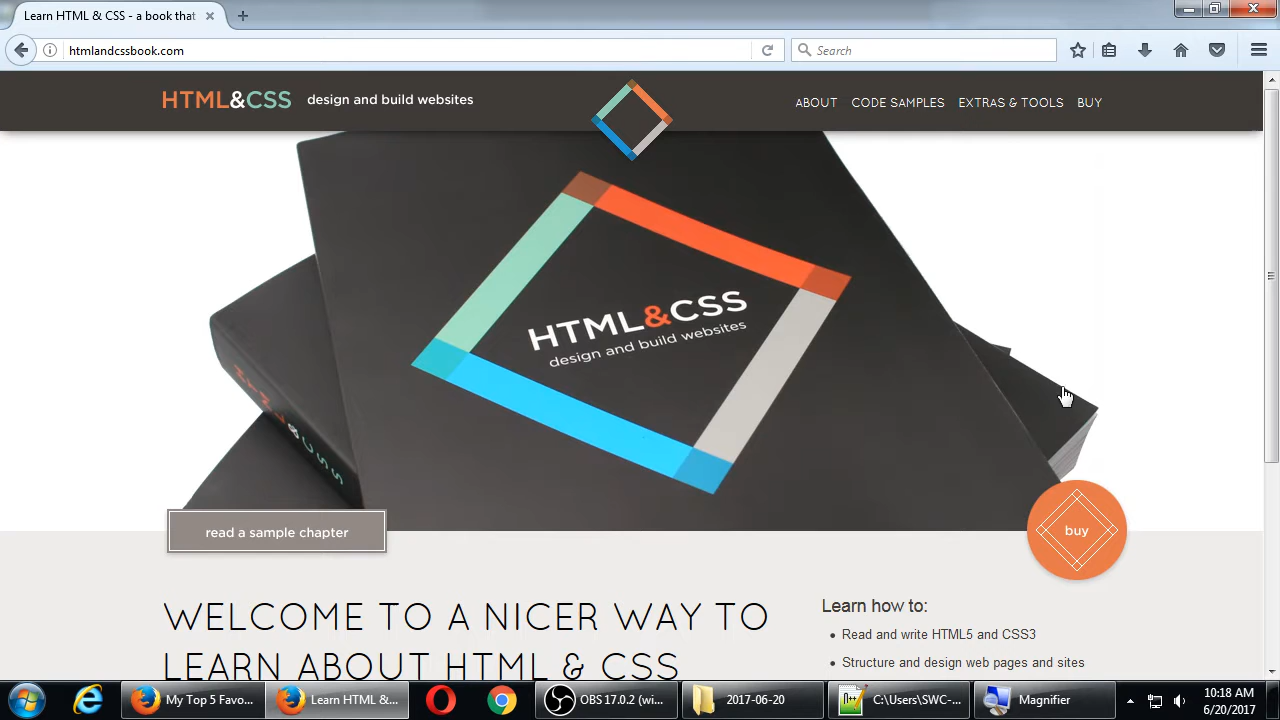 Learn HTML & CSS - a book that
htmlandcssbook.com
Search
HTML&CSS design and build websites
ABOUT CODE SAMPLES EXTRAS & TOOLS BUY
HTML&CSS
design and build websites
HTML&CSS
read a sample chapter
buy
WELCOME TO A NICER WAY TO
LEARN ABOUT HTML & CSS
Learn how to:
Read and write HTML5 and CSS3
Structure and design web pages and sites
My Top 5 Favo...
Learn HTML &...
OBS 17.0.2 (wi...
2017-06-20
C:\Users\SWC-...
Magnifier
10:18 AM
6/20/2017